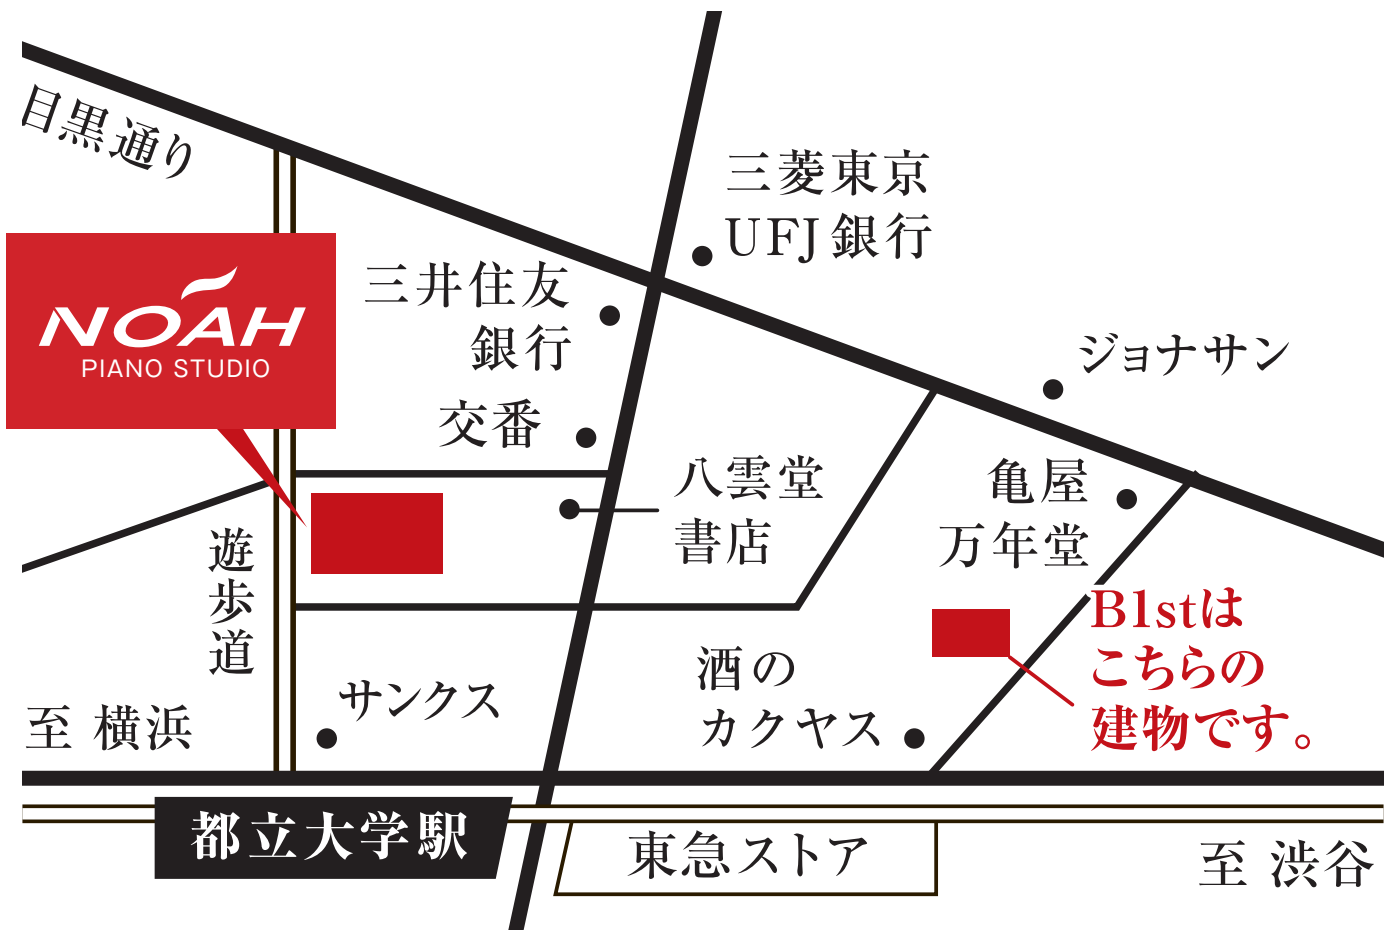 目黒通り
三菱東京
UFJ銀行
三井住友
銀行
NOAH
PIANO STUDIO
ジョナサン
交番
八雲堂
書店
亀屋
万年堂
遊歩道
B1stは
こちらの
建物です。
酒の
カクヤス
サンクス
至 横浜
都立大学駅
東急ストア
至 渋谷